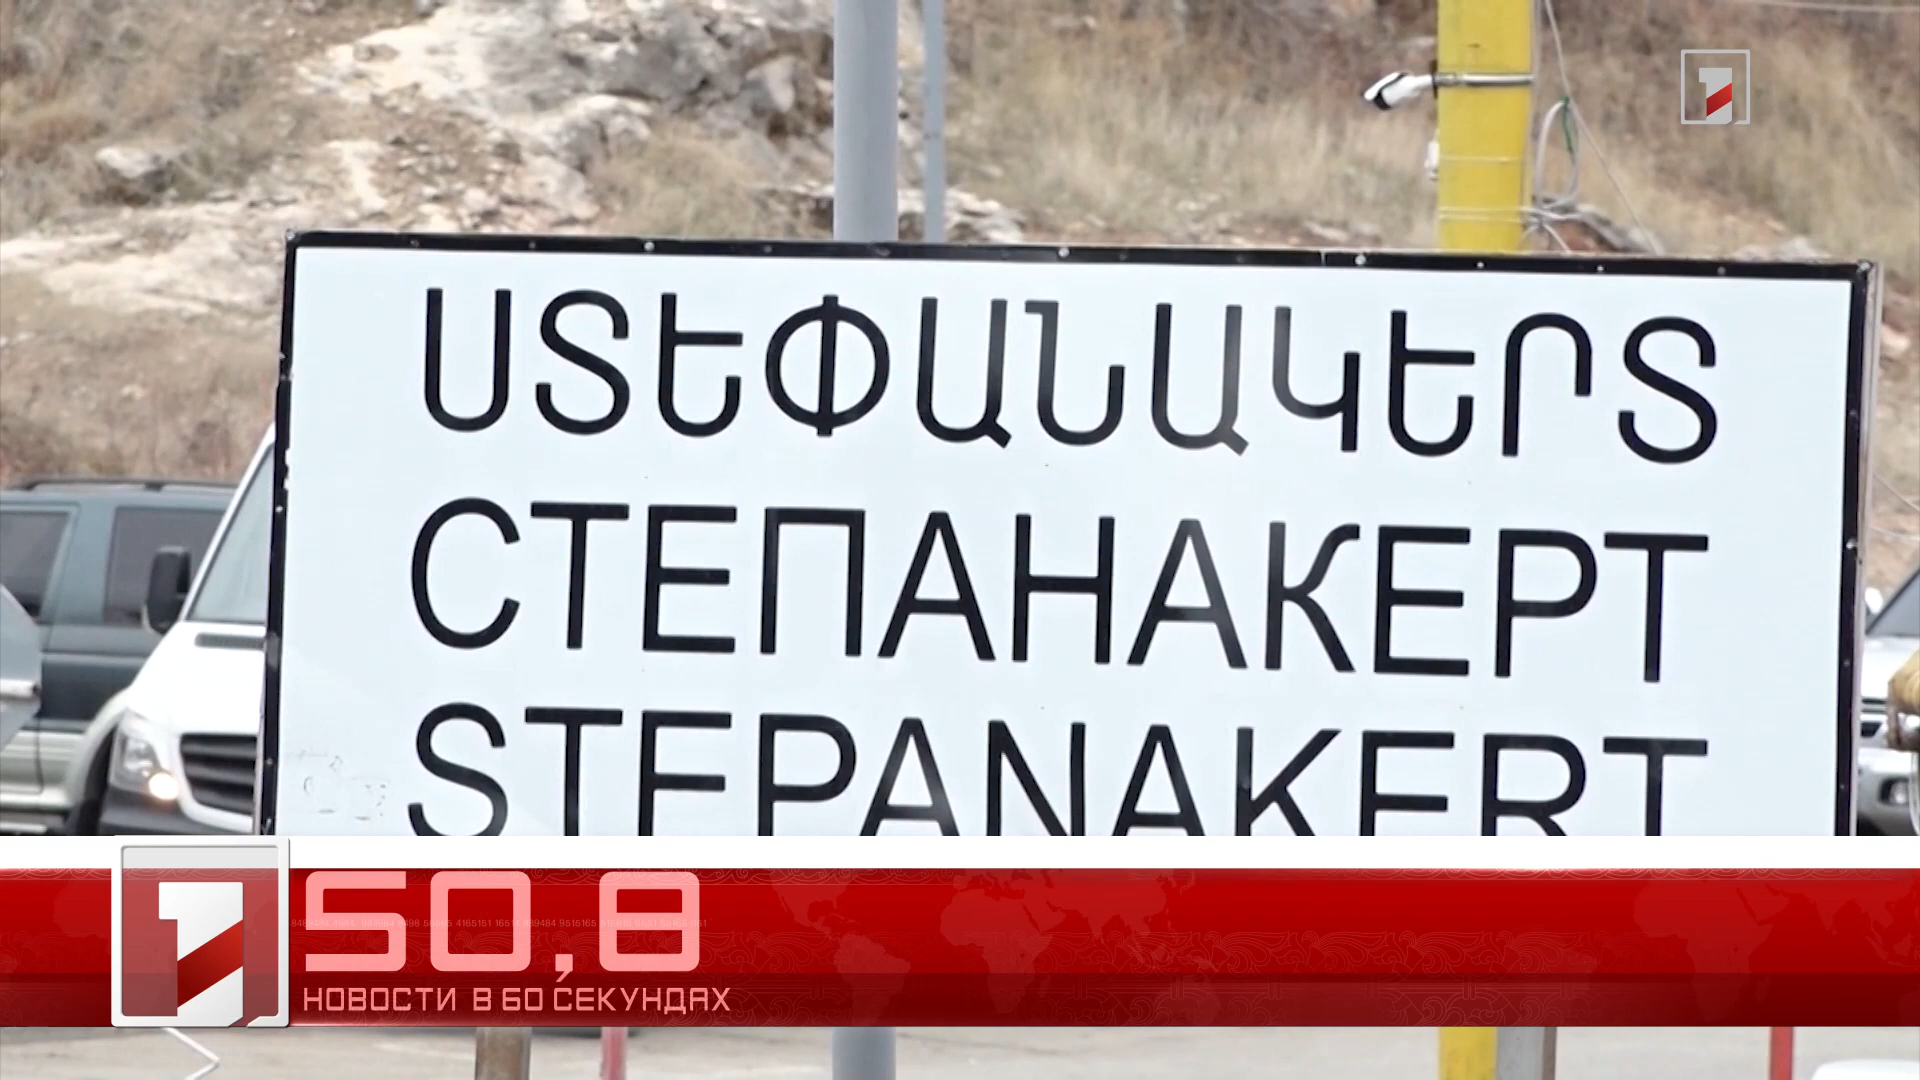 ՍՏԵՓԱՆԱԿԵՐՏ
СТЕПАНАКЕРТ
STEPANAKERT
50,8
НОВОСТИ В 60 СЕКУНДАХ